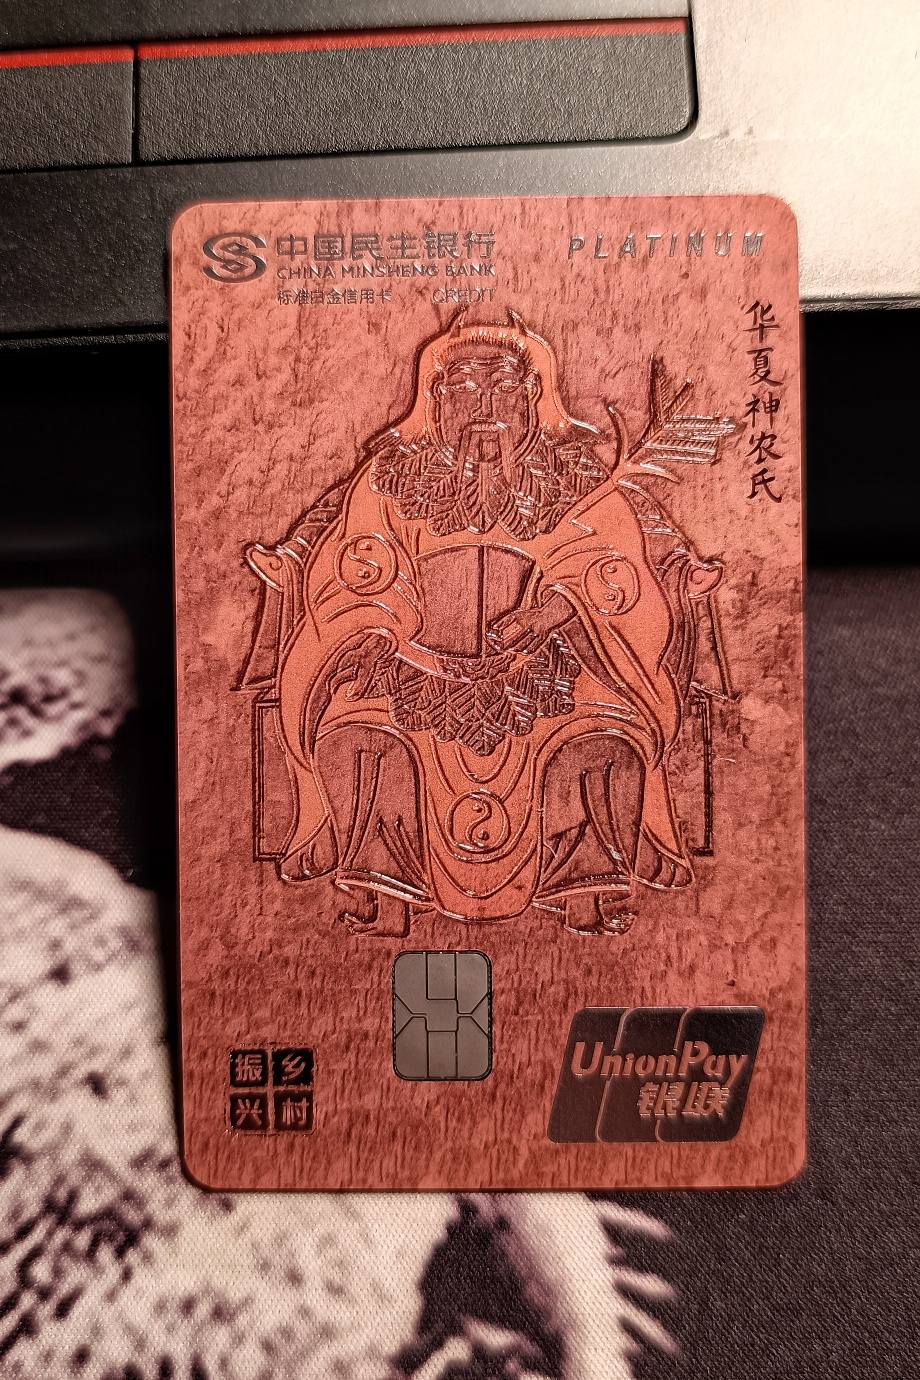 中国民生银行
CHINA MINSHENG BANK
标准白金信用卡 CREDIT
PLATINUM
华夏神农氏
振乡
兴村
UnionPay
银联